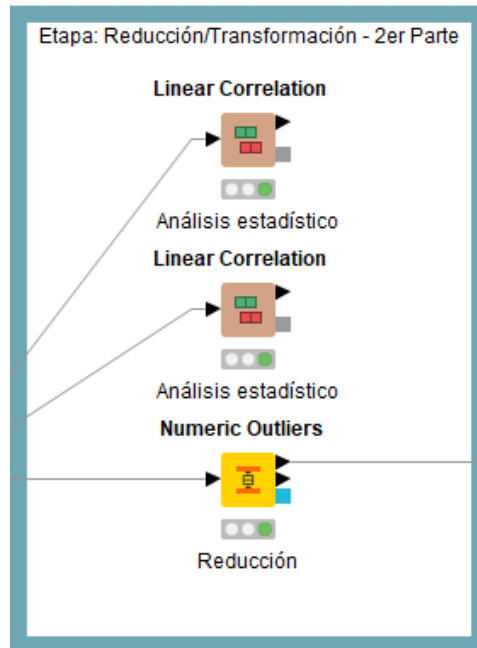 Etapa: Reducción/Transformación - 2er Parte
Linear Correlation
Análisis estadístico
Linear Correlation
Análisis estadístico
Numeric Outliers
Reducción